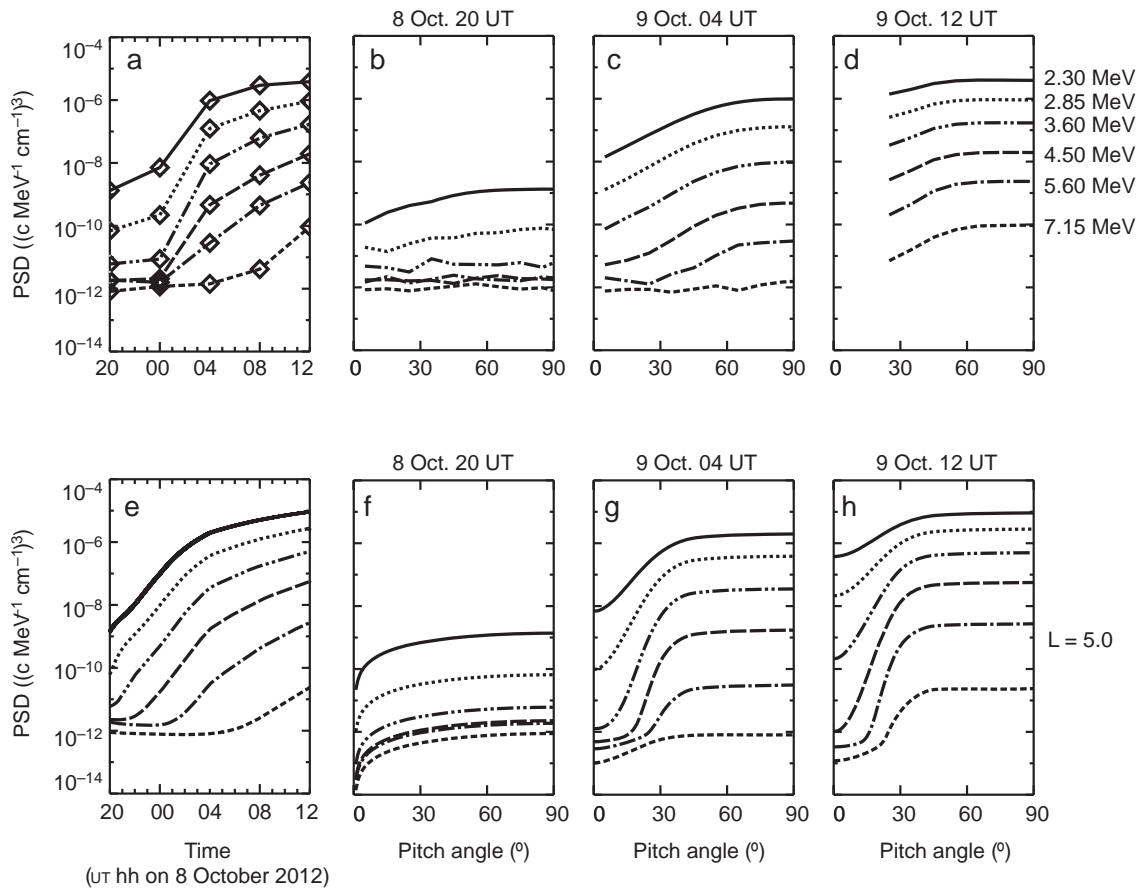 8 Oct. 20 UT
9 Oct. 04 UT
9 Oct. 12 UT
a
b
c
d
PSD ((c MeV⁻¹ cm⁻¹)³)
10⁻⁴
10⁻⁶
10⁻⁸
10⁻¹⁰
10⁻¹²
10⁻¹⁴
2.30 MeV
2.85 MeV
3.60 MeV
4.50 MeV
5.60 MeV
7.15 MeV
20 00 04 08 12
0 30 60 90
0 30 60 90
0 30 60 90
8 Oct. 20 UT
9 Oct. 04 UT
9 Oct. 12 UT
e
f
g
h
PSD ((c MeV⁻¹ cm⁻¹)³)
10⁻⁴
10⁻⁶
10⁻⁸
10⁻¹⁰
10⁻¹²
10⁻¹⁴
L = 5.0
20 00 04 08 12
0 30 60 90
0 30 60 90
0 30 60 90
Time
(UT hh on 8 October 2012)
Pitch angle (º)
Pitch angle (º)
Pitch angle (º)